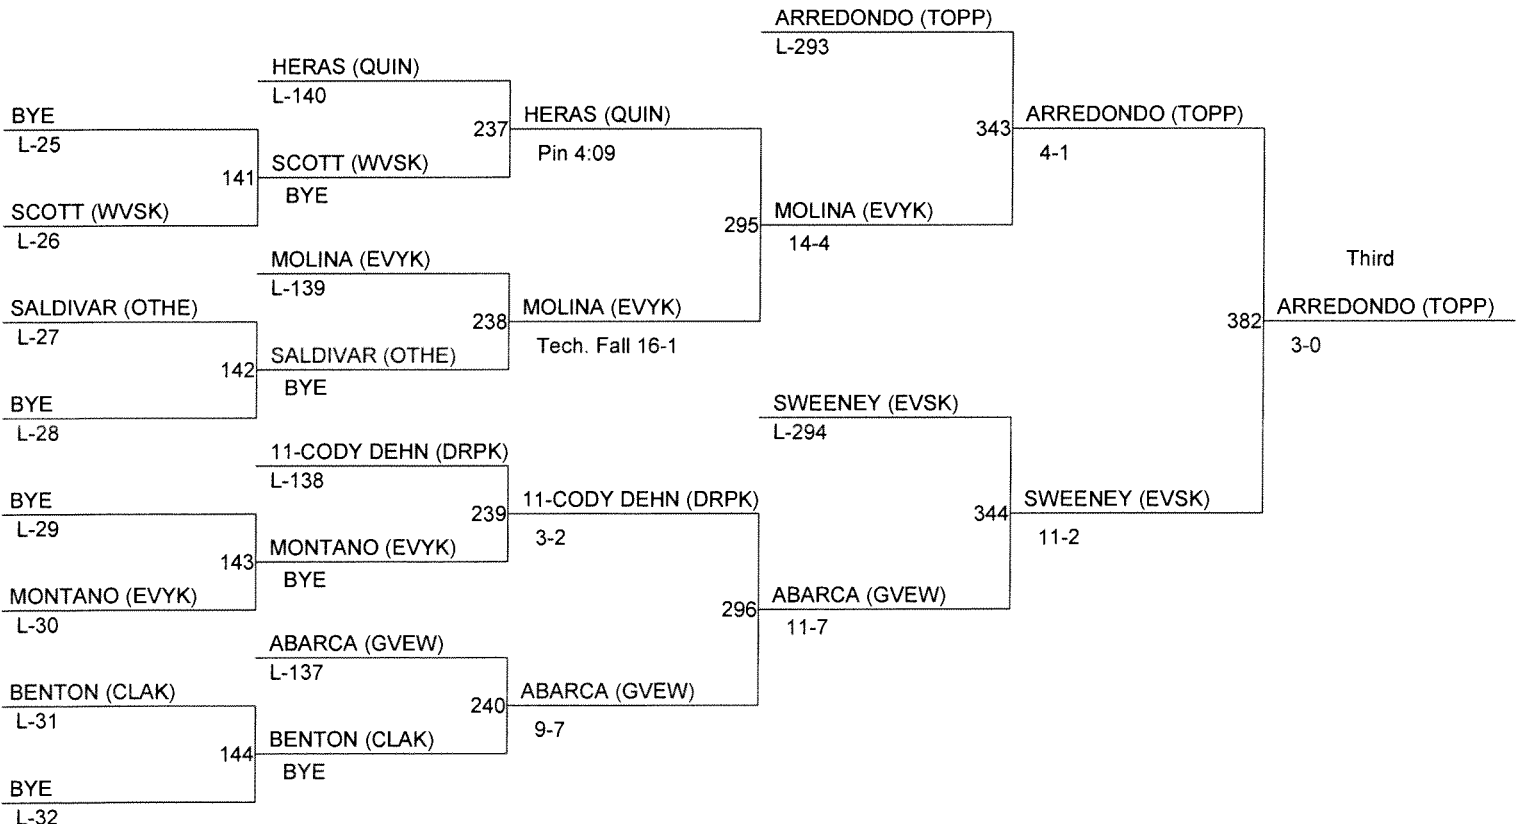 ARREDONDO (TOPP)
L-293
HERAS (QUIN)
L-140
BYE
L-25
237
HERAS (QUIN)
Pin 4:09
343
ARREDONDO (TOPP)
4-1
141
SCOTT (WVSK)
BYE
SCOTT (WVSK)
L-26
295
MOLINA (EVYK)
14-4
MOLINA (EVYK)
L-139
Third
SALDIVAR (OTHE)
L-27
238
MOLINA (EVYK)
Tech. Fall 16-1
382
ARREDONDO (TOPP)
3-0
142
SALDIVAR (OTHE)
BYE
BYE
L-28
SWEENEY (EVSK)
L-294
11-CODY DEHN (DRPK)
L-138
BYE
L-29
239
11-CODY DEHN (DRPK)
3-2
344
SWEENEY (EVSK)
11-2
143
MONTANO (EVYK)
BYE
MONTANO (EVYK)
L-30
296
ABARCA (GVEW)
11-7
ABARCA (GVEW)
L-137
BENTON (CLAK)
L-31
240
ABARCA (GVEW)
9-7
144
BENTON (CLAK)
BYE
BYE
L-32